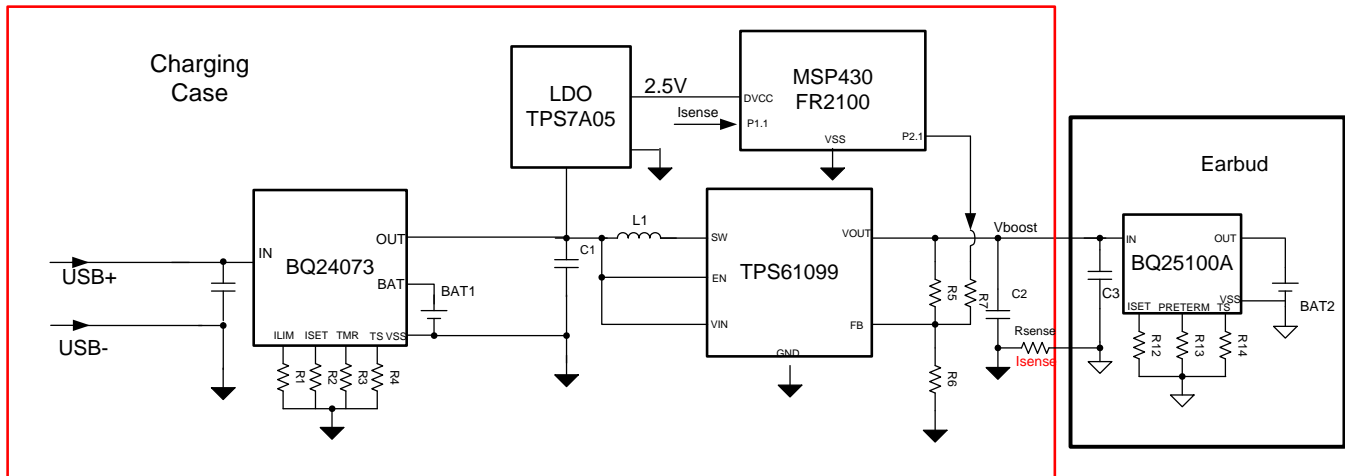 Charging
Case
LDO
TPS7A05
2.5V
Isense
MSP430
FR2100
DVCC
P1.1
VSS
P2.1
Earbud
USB+
USB-
IN
BQ24073
OUT
BAT
BAT1
ILIM
ISET
TMR
TS
VSS
R1
R2
R3
R4
C1
L1
SW
EN
VIN
TPS61099
VOUT
FB
GND
R5
R7
R6
Vboost
C2
Rsense
Isense
C3
IN
OUT
BQ25100A
VSS
ISET
PRETERM
TS
R12
R13
R14
BAT2